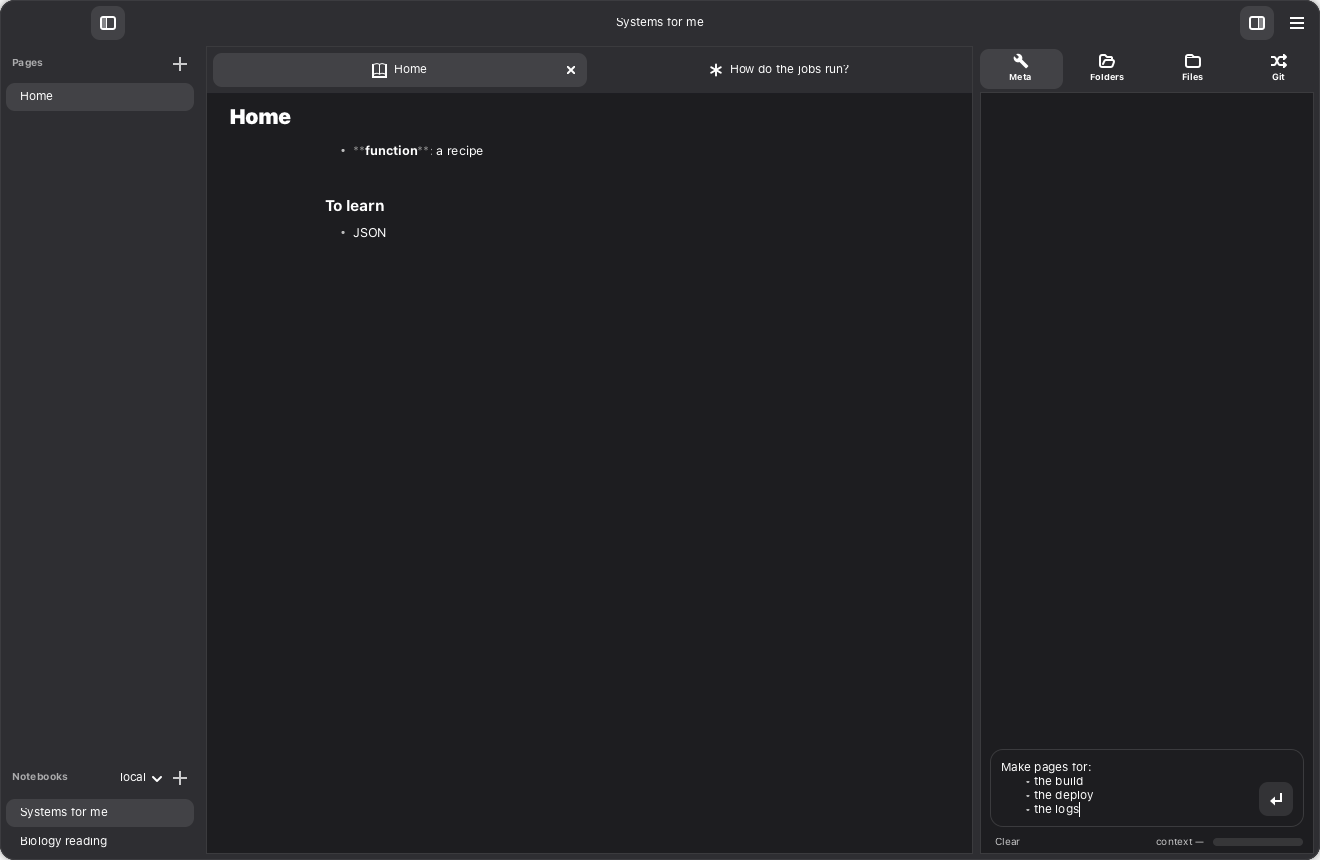 Systems for me
Pages
Home
Home
How do the jobs run?
Meta
Folders
Files
Git
Home
• **function**: a recipe
To learn
• JSON
Notebooks
local
Systems for me
Biology reading
Make pages for:
- the build
- the deploy
- the logs
Clear
context —